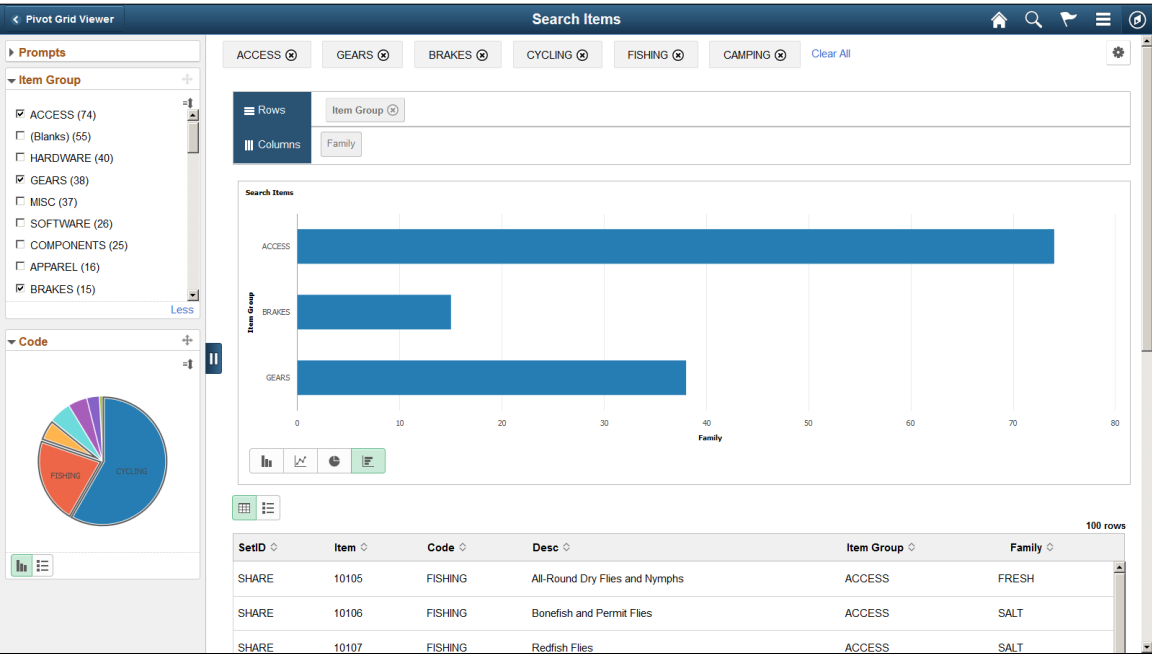 Pivot Grid Viewer
Search Items
Prompts
Item Group
ACCESS (74)
(Blanks) (55)
HARDWARE (40)
GEARS (38)
MISC (37)
SOFTWARE (26)
COMPONENTS (25)
APPAREL (16)
BRAKES (15)
Less
Code
FISHING
CYCLING
ACCESS GEARS BRAKES CYCLING FISHING CAMPING Clear All
Rows Item Group
Columns Family
Search Items
Item Group
ACCESS
BRAKES
GEARS
0 10 20 30 40 50 60 70 80
Family
100 rows
SetID Item Code Desc Item Group Family
SHARE 10105 FISHING All-Round Dry Flies and Nymphs ACCESS FRESH
SHARE 10106 FISHING Bonefish and Permit Flies ACCESS SALT
SHARE 10107 FISHING Redfish Flies ACCESS SALT